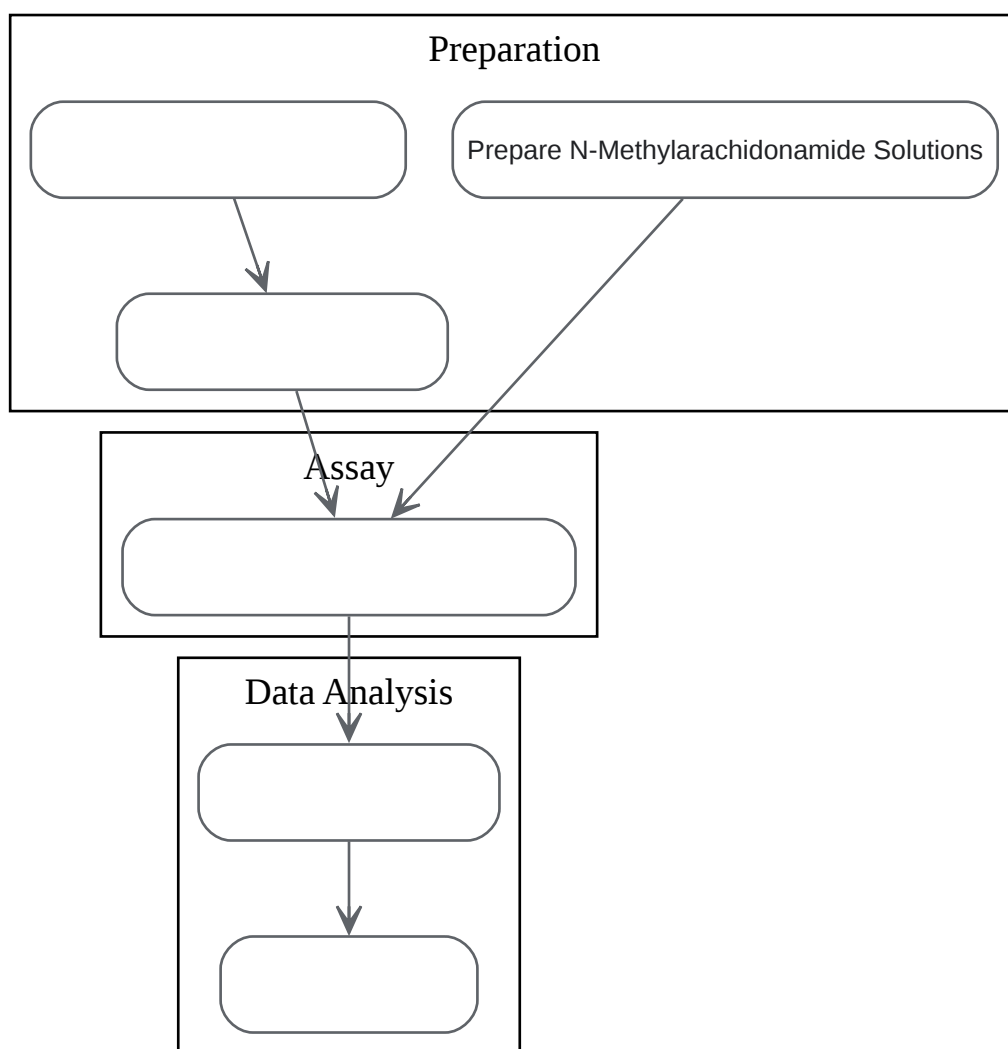 Preparation
Prepare N-Methylarachidonamide Solutions
Assay
Data Analysis